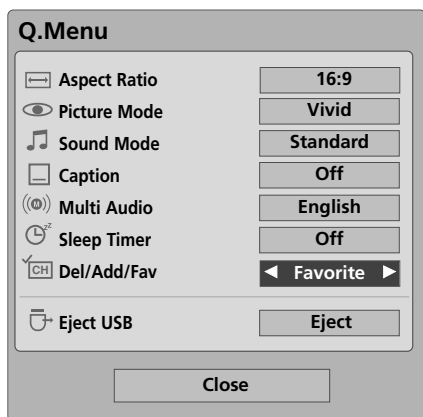 Q.Menu
Aspect Ratio 16:9
Picture Mode Vivid
Sound Mode Standard
Caption Off
Multi Audio English
Sleep Timer Off
CH Del/Add/Fav ◀ Favorite ▶
Eject USB Eject
Close